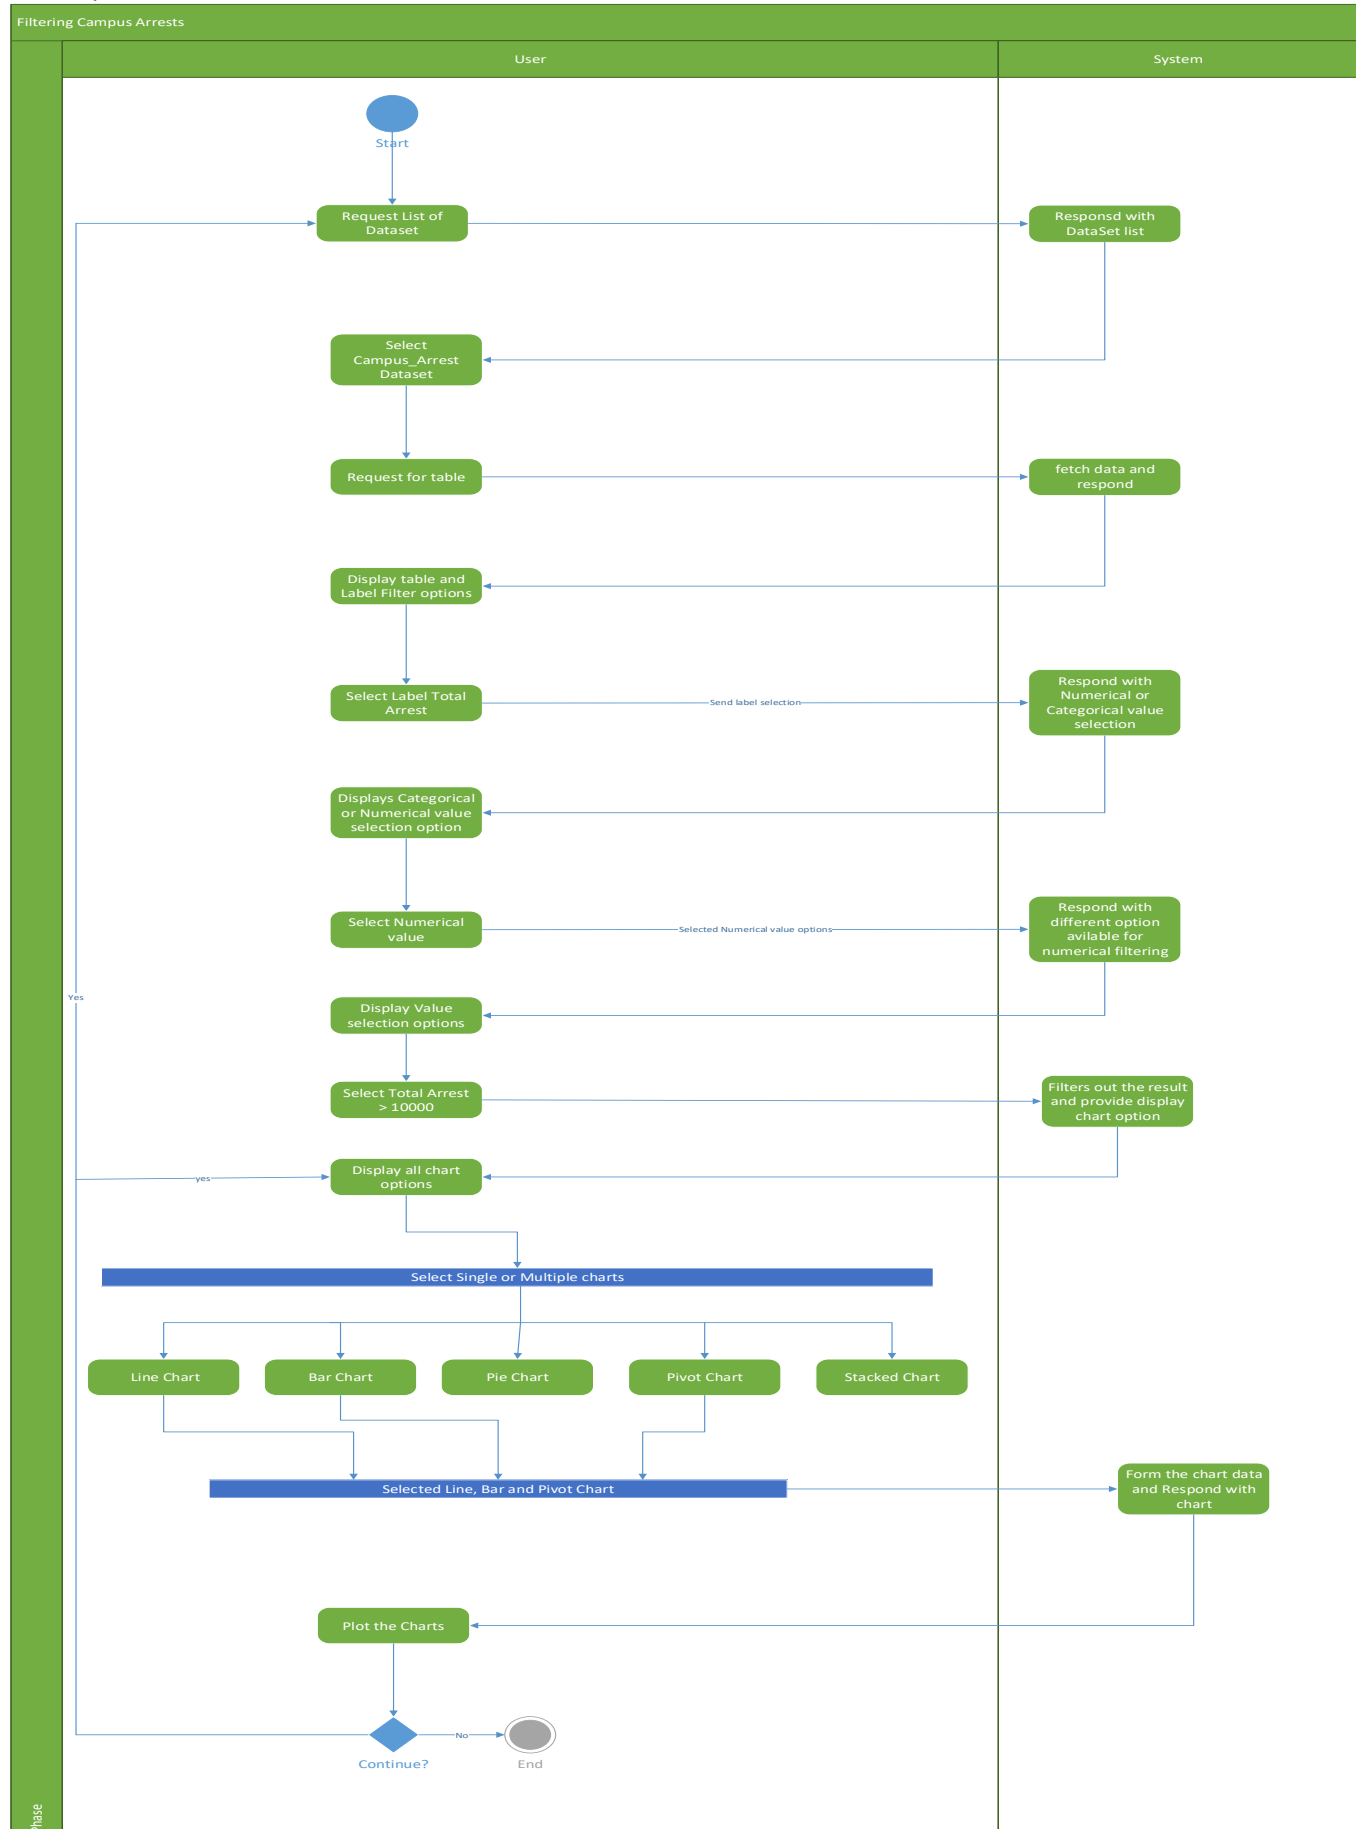 Filtering Campus Arrests
User
System
Start
Request List of
Dataset
Responsd with
DataSet list
Select
Campus_Arrest
Dataset
Request for table
fetch data and
respond
Display table and
Label Filter options
Select Label Total
Arrest
Send label selection
Respond with
Numerical or
Categorical value
selection
Displays Categorical
or Numerical value
selection option
Select Numerical
value
Selected Numerical value options
Respond with
different option
avilable for
numerical filtering
Yes
Display Value
selection options
Select Total Arrest
> 10000
Filters out the result
and provide display
chart option
yes
Display all chart
options
Select Single or Multiple charts
Line Chart
Bar Chart
Pie Chart
Pivot Chart
Stacked Chart
Selected Line, Bar and Pivot Chart
Form the chart data
and Respond with
chart
Plot the Charts
No
Continue?
End
Phase